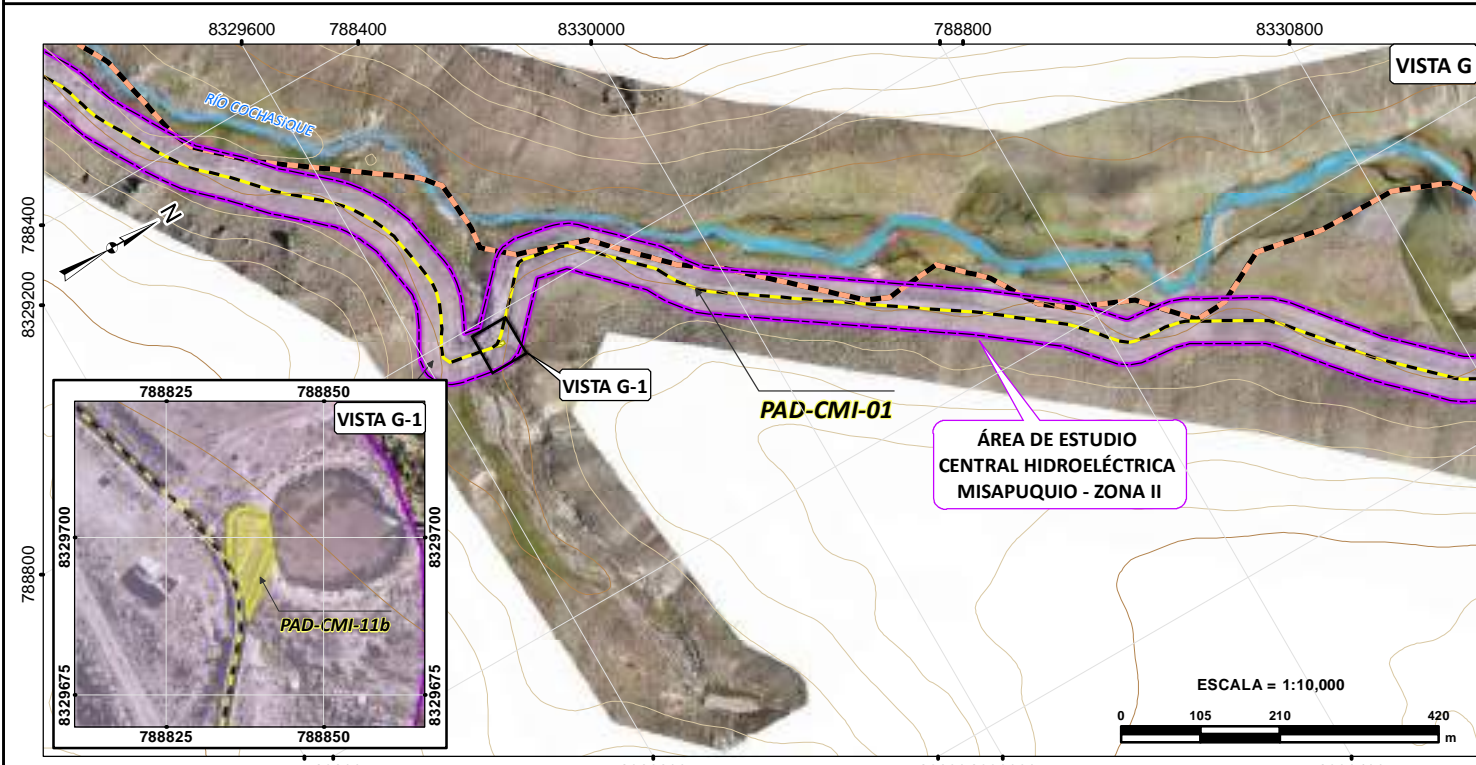 8329600
788400
8330000
788800
8330800
VISTA G
RÍO COCHASIQUE
N
788400
8329200
788800
VISTA G-1
PAD-CMI-01
ÁREA DE ESTUDIO
CENTRAL HIDROELÉCTRICA
MISAPUQUIO - ZONA II
788825
788850
VISTA G-1
8329700
8329700
PAD-CMI-11b
8329675
8329675
788825
788850
ESCALA = 1:10,000
0 105 210 420
m